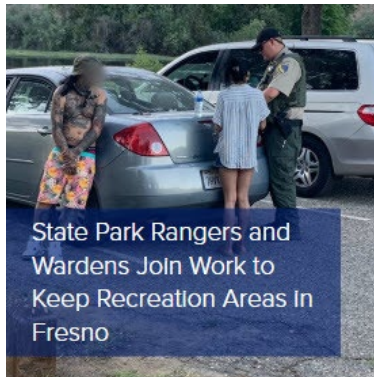 State Park Rangers and
Wardens Join Work to
Keep Recreation Areas in
Fresno